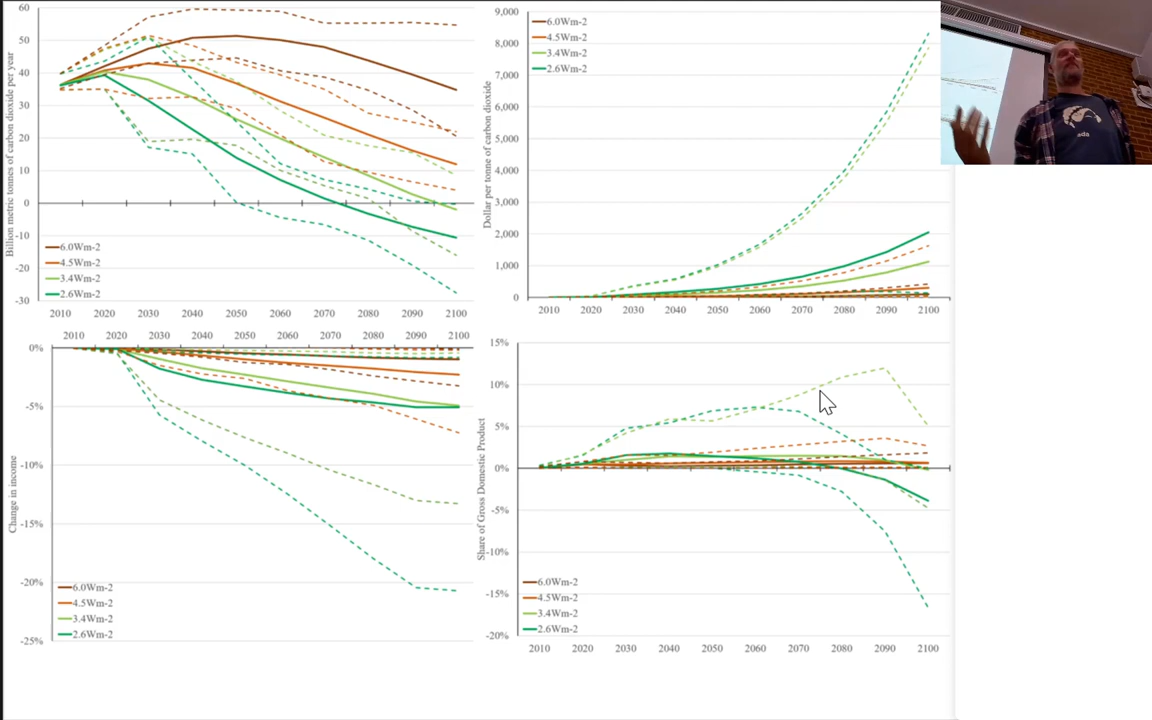 Billion metric tonnes of carbon dioxide per year
60
50
40
30
20
10
0
-10
-20
-30
6.0Wm-2
4.5Wm-2
3.4Wm-2
2.6Wm-2
2010 2020 2030 2040 2050 2060 2070 2080 2090 2100
Dollar per tonne of carbon dioxide
9,000
8,000
7,000
6,000
5,000
4,000
3,000
2,000
1,000
0
6.0Wm-2
4.5Wm-2
3.4Wm-2
2.6Wm-2
2010 2020 2030 2040 2050 2060 2070 2080 2090 2100
Change in income
2010 2020 2030 2040 2050 2060 2070 2080 2090 2100
0%
-5%
-10%
-15%
-20%
-25%
6.0Wm-2
4.5Wm-2
3.4Wm-2
2.6Wm-2
Share of Gross Domestic Product
15%
10%
5%
0%
-5%
-10%
-15%
-20%
6.0Wm-2
4.5Wm-2
3.4Wm-2
2.6Wm-2
2010 2020 2030 2040 2050 2060 2070 2080 2090 2100